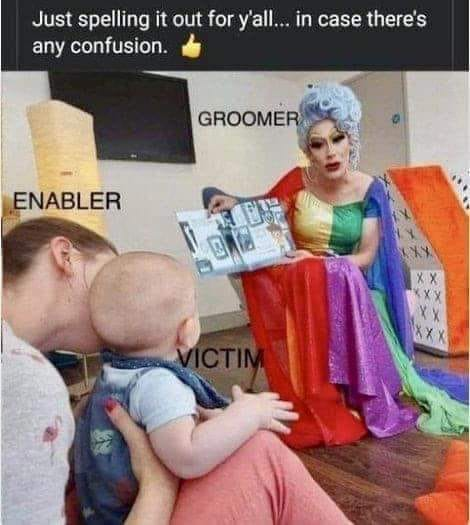 Just spelling it out for y'all... in case there's
any confusion. 👍
GROOMER
ENABLER
VICTIM